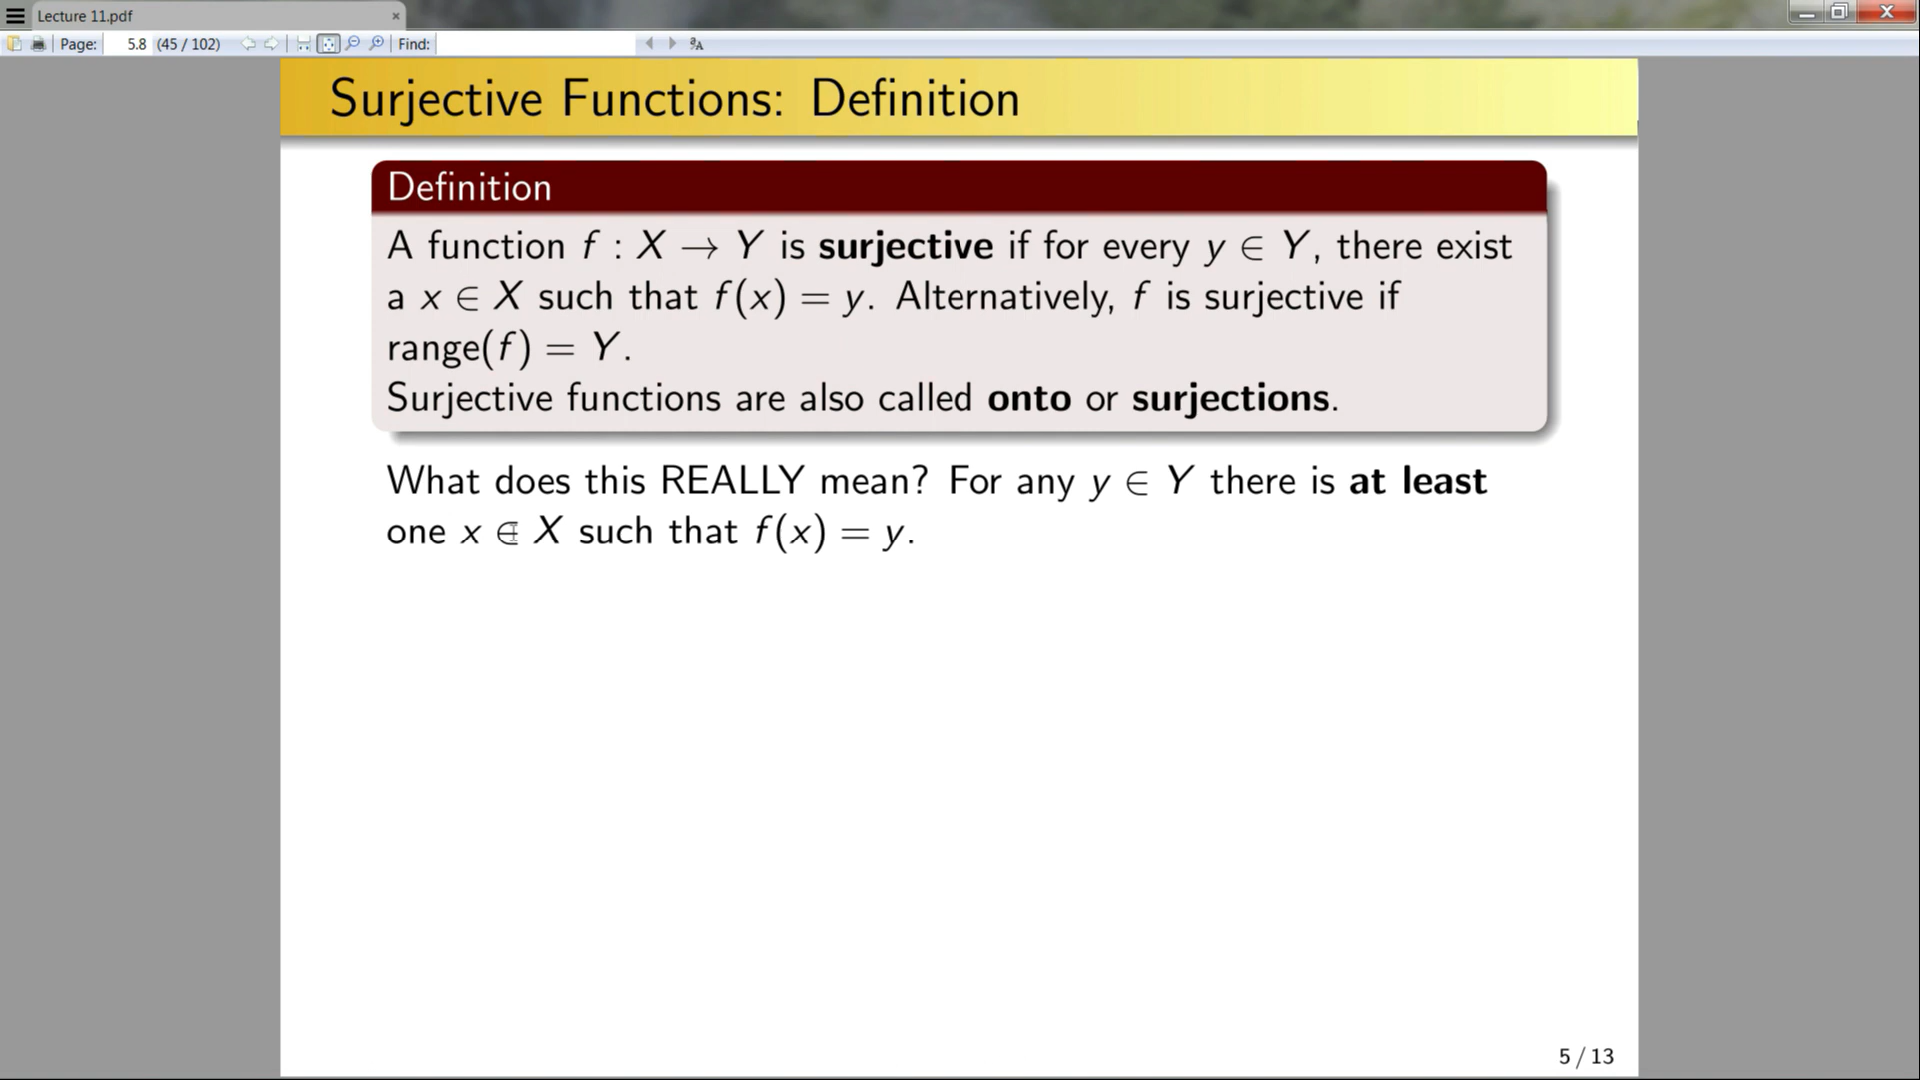 Lecture 11.pdf
Page: 5.8 (45 / 102) Find:
Surjective Functions: Definition
Definition
A function f : X → Y is surjective if for every y ∈ Y, there exist
a x ∈ X such that f(x) = y. Alternatively, f is surjective if
range(f) = Y.
Surjective functions are also called onto or surjections.
What does this REALLY mean? For any y ∈ Y there is at least
one x ∈ X such that f(x) = y.
5 / 13